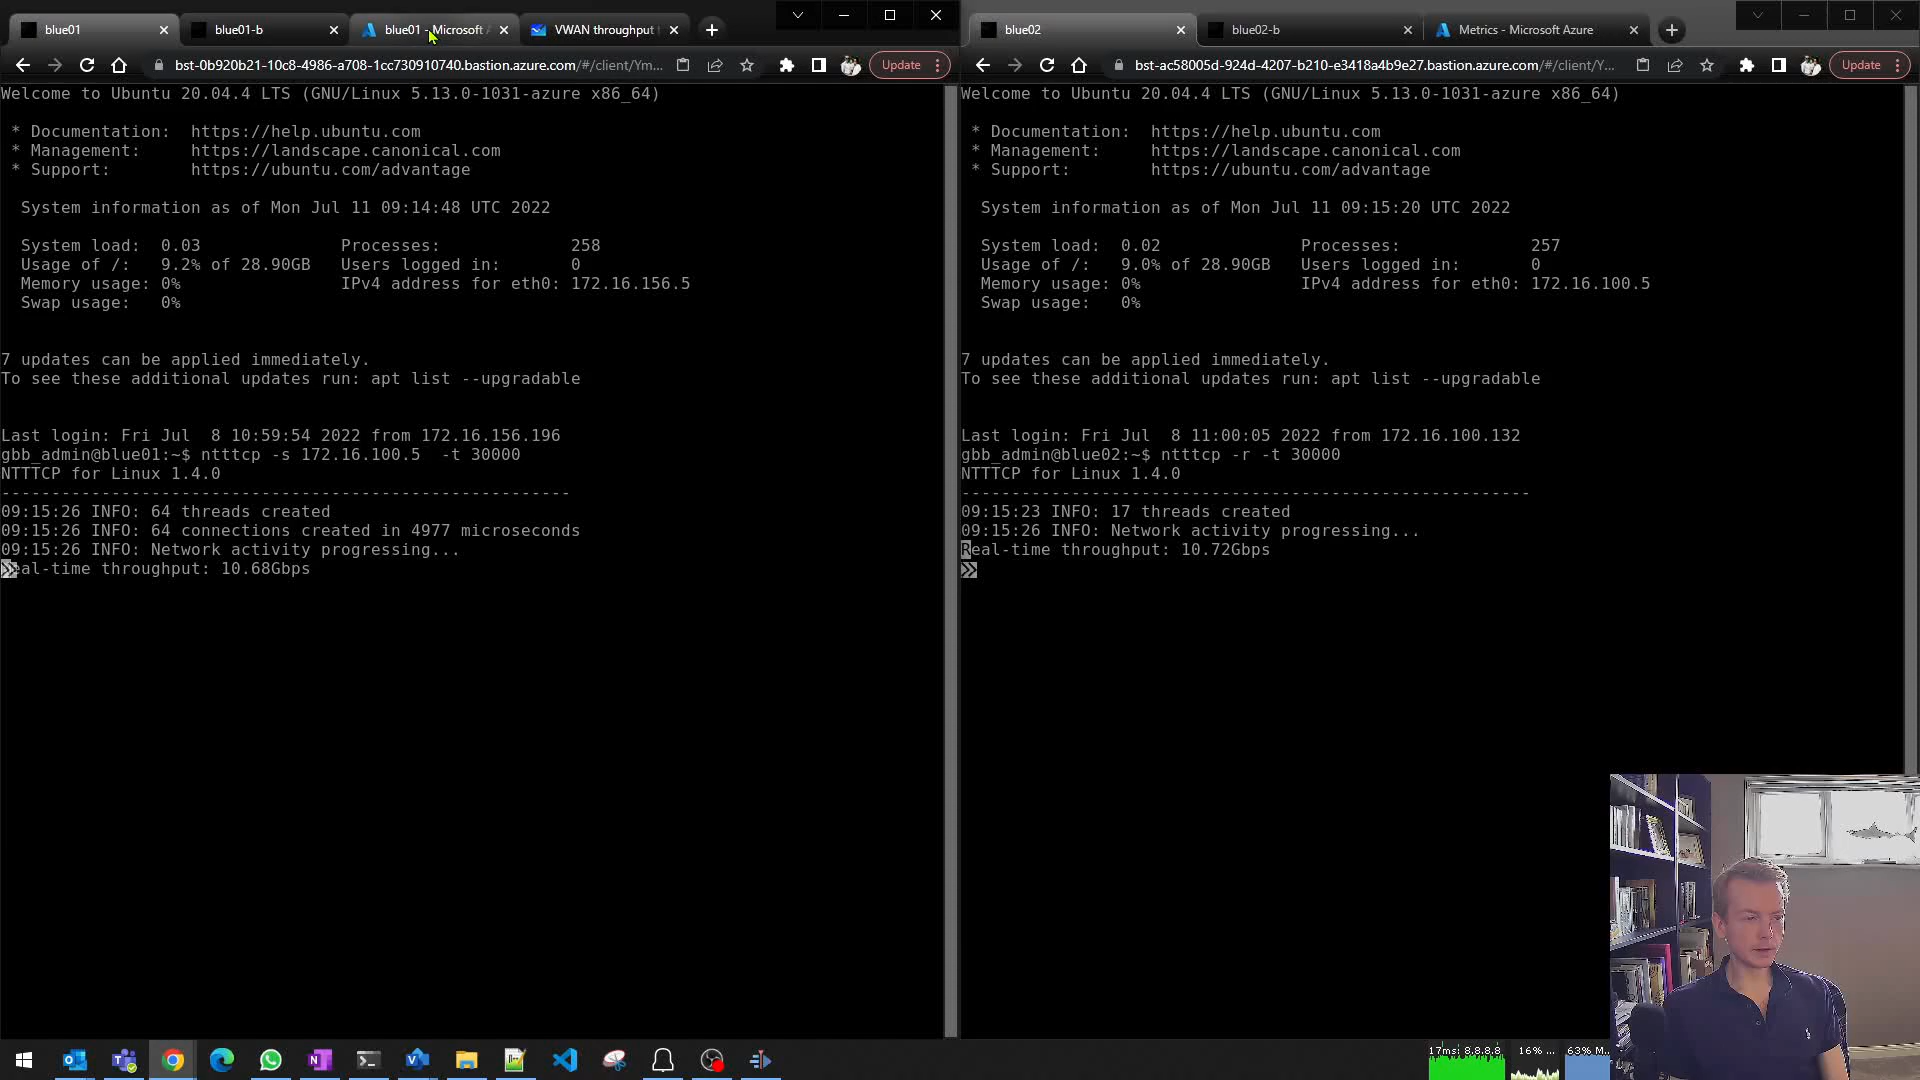 blue01
blue01-b
blue01 - Microsoft A
VWAN throughput
bst-0b920b21-10c8-4986-a708-1cc730910740.bastion.azure.com/#/client/Ym...
Update
Welcome to Ubuntu 20.04.4 LTS (GNU/Linux 5.13.0-1031-azure x86_64)
* Documentation:  https://help.ubuntu.com
* Management:     https://landscape.canonical.com
* Support:        https://ubuntu.com/advantage
System information as of Mon Jul 11 09:14:48 UTC 2022
System load:  0.03              Processes:             258
Usage of /:   9.2% of 28.90GB   Users logged in:       0
Memory usage: 0%                IPv4 address for eth0: 172.16.156.5
Swap usage:   0%
7 updates can be applied immediately.
To see these additional updates run: apt list --upgradable
Last login: Fri Jul  8 10:59:54 2022 from 172.16.156.196
gbb_admin@blue01:~$ ntttcp -s 172.16.100.5  -t 30000
NTTTCP for Linux 1.4.0
---------------------------------------------------------
09:15:26 INFO: 64 threads created
09:15:26 INFO: 64 connections created in 4977 microseconds
09:15:26 INFO: Network activity progressing...
Real-time throughput: 10.68Gbps
blue02
blue02-b
Metrics - Microsoft Azure
bst-ac58005d-924d-4207-b210-e3418a4b9e27.bastion.azure.com/#/client/Y...
Update
Welcome to Ubuntu 20.04.4 LTS (GNU/Linux 5.13.0-1031-azure x86_64)
* Documentation:  https://help.ubuntu.com
* Management:     https://landscape.canonical.com
* Support:        https://ubuntu.com/advantage
System information as of Mon Jul 11 09:15:20 UTC 2022
System load:  0.02              Processes:             257
Usage of /:   9.0% of 28.90GB   Users logged in:       0
Memory usage: 0%                IPv4 address for eth0: 172.16.100.5
Swap usage:   0%
7 updates can be applied immediately.
To see these additional updates run: apt list --upgradable
Last login: Fri Jul  8 11:00:05 2022 from 172.16.100.132
gbb_admin@blue02:~$ ntttcp -r -t 30000
NTTTCP for Linux 1.4.0
---------------------------------------------------------
09:15:23 INFO: 17 threads created
09:15:26 INFO: Network activity progressing...
Real-time throughput: 10.72Gbps
17ms: 8.8.8.8
16% ...
63% M...